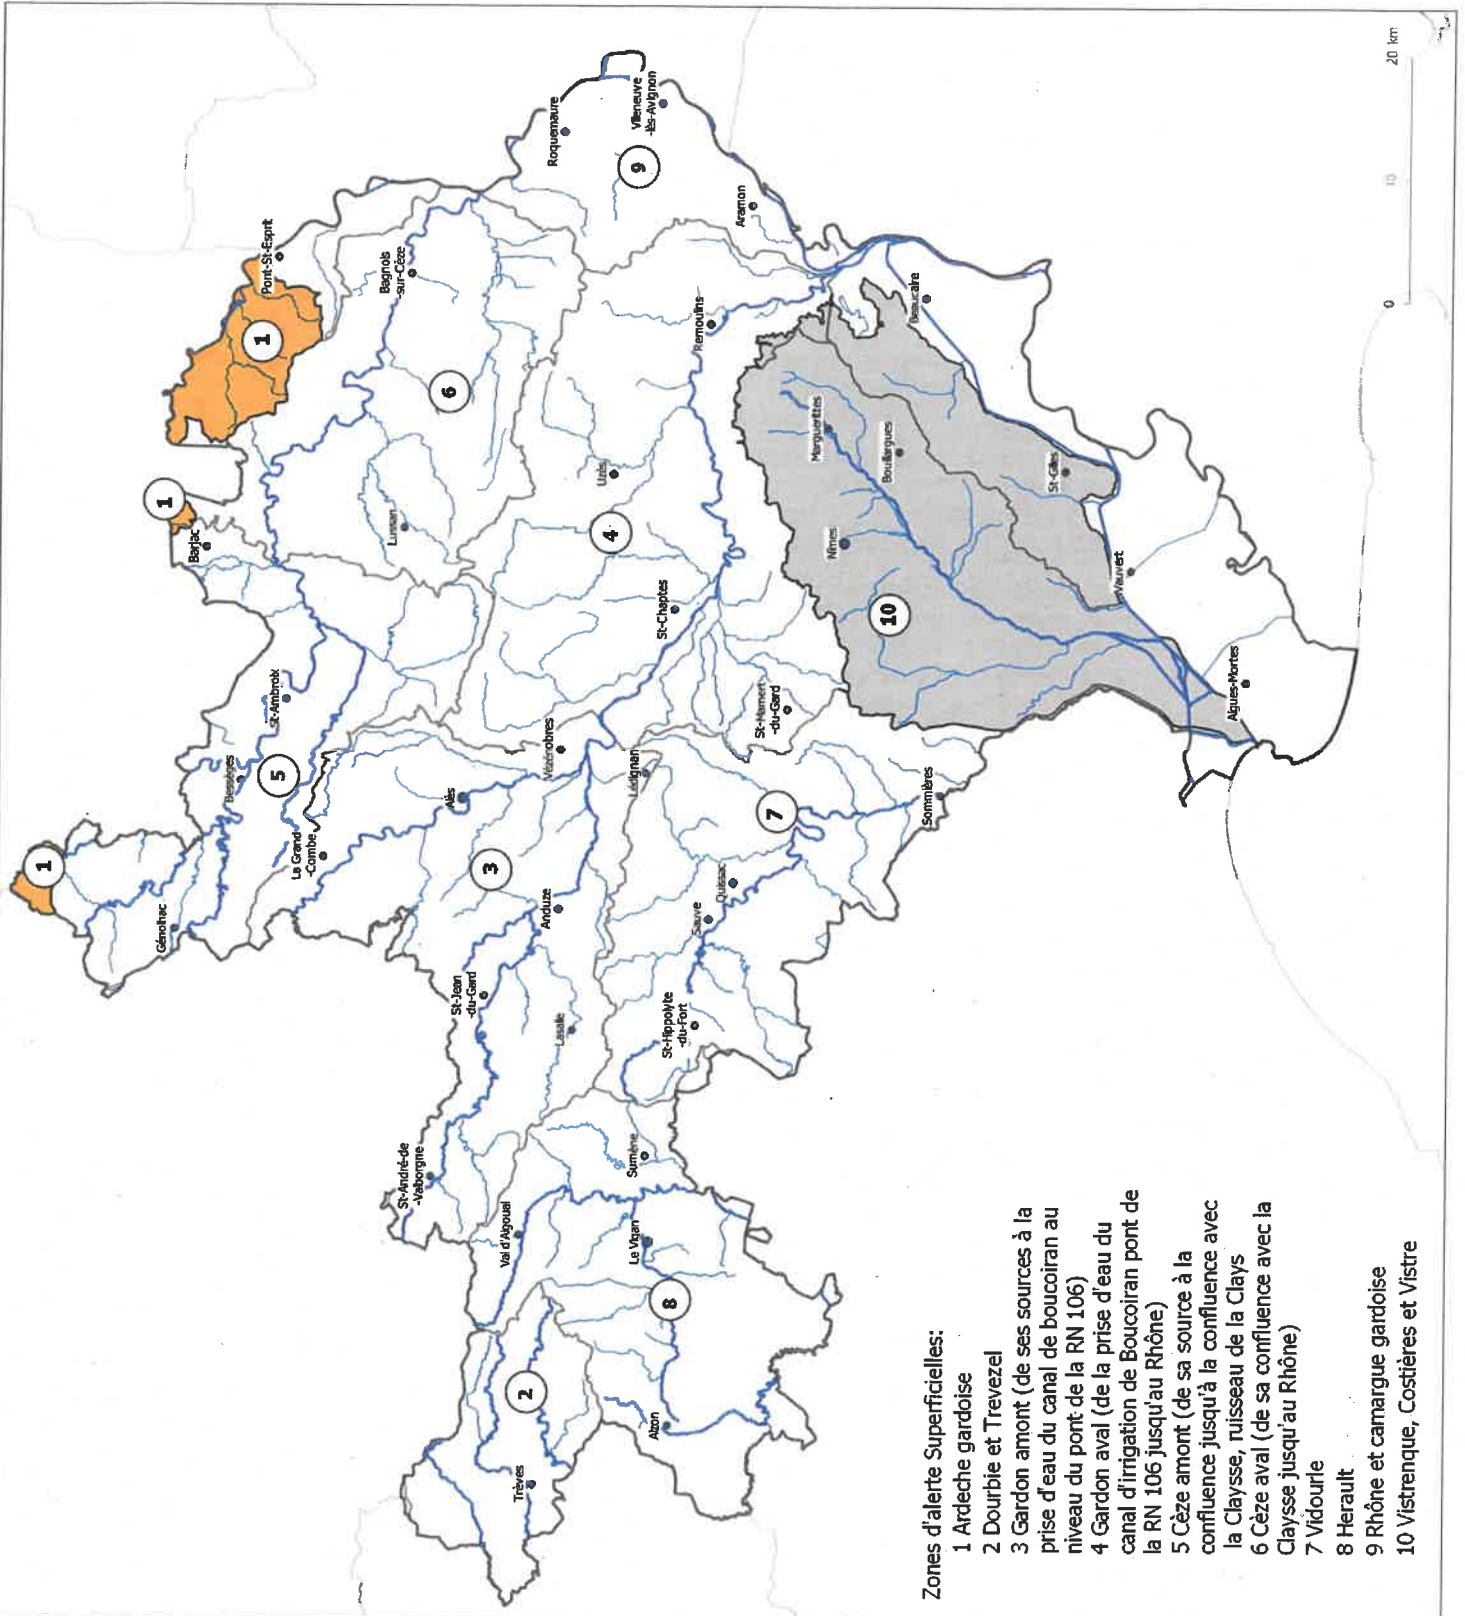 1
Génolhac
1
Barjac
Bessèges
1
Pont-St-Esprit
St-Ambroix
5
La Grand
-Combe
Bagnols
-sur-Cèze
Lussan
St-André-de
-Valborgne
Alès
6
St-Jean
-du-Gard
3
Val d'Aigoual
Trèves
2
Anduze
Vézénobres
Roquemaure
Lasalle
Uzès
4
Sumène
Le Vigan
Lédignan
9
Villeneuve
-lès-Avignon
Alzon
St-Chaptes
8
St-Hippolyte
-du-Fort
Sauve
Remoulins
Quissac
Aramon
St-Mamert
-du-Gard
7
Marguerittes
Nîmes
Bouillargues
10
Beaucaire
Sommières
St-Gilles
Vauvert
Aigues-Mortes
Zones d'alerte Superficielles:
1 Ardeche gardoise
2 Dourbie et Trevezel
3 Gardon amont (de ses sources à la
prise d'eau du canal de boucoiran au
niveau du pont de la RN 106)
4 Gardon aval (de la prise d'eau du
canal d'irrigation de Boucoiran pont de
la RN 106 jusqu'au Rhône)
5 Cèze amont (de sa source à la
confluence jusqu'à la confluence avec
la Claysse, ruisseau de la Clays
6 Cèze aval (de sa confluence avec la
Claysse jusqu'au Rhône)
7 Vidourle
8 Herault
9 Rhône et camargue gardoise
10 Vistrenque, Costières et Vistre
0 10 20 km